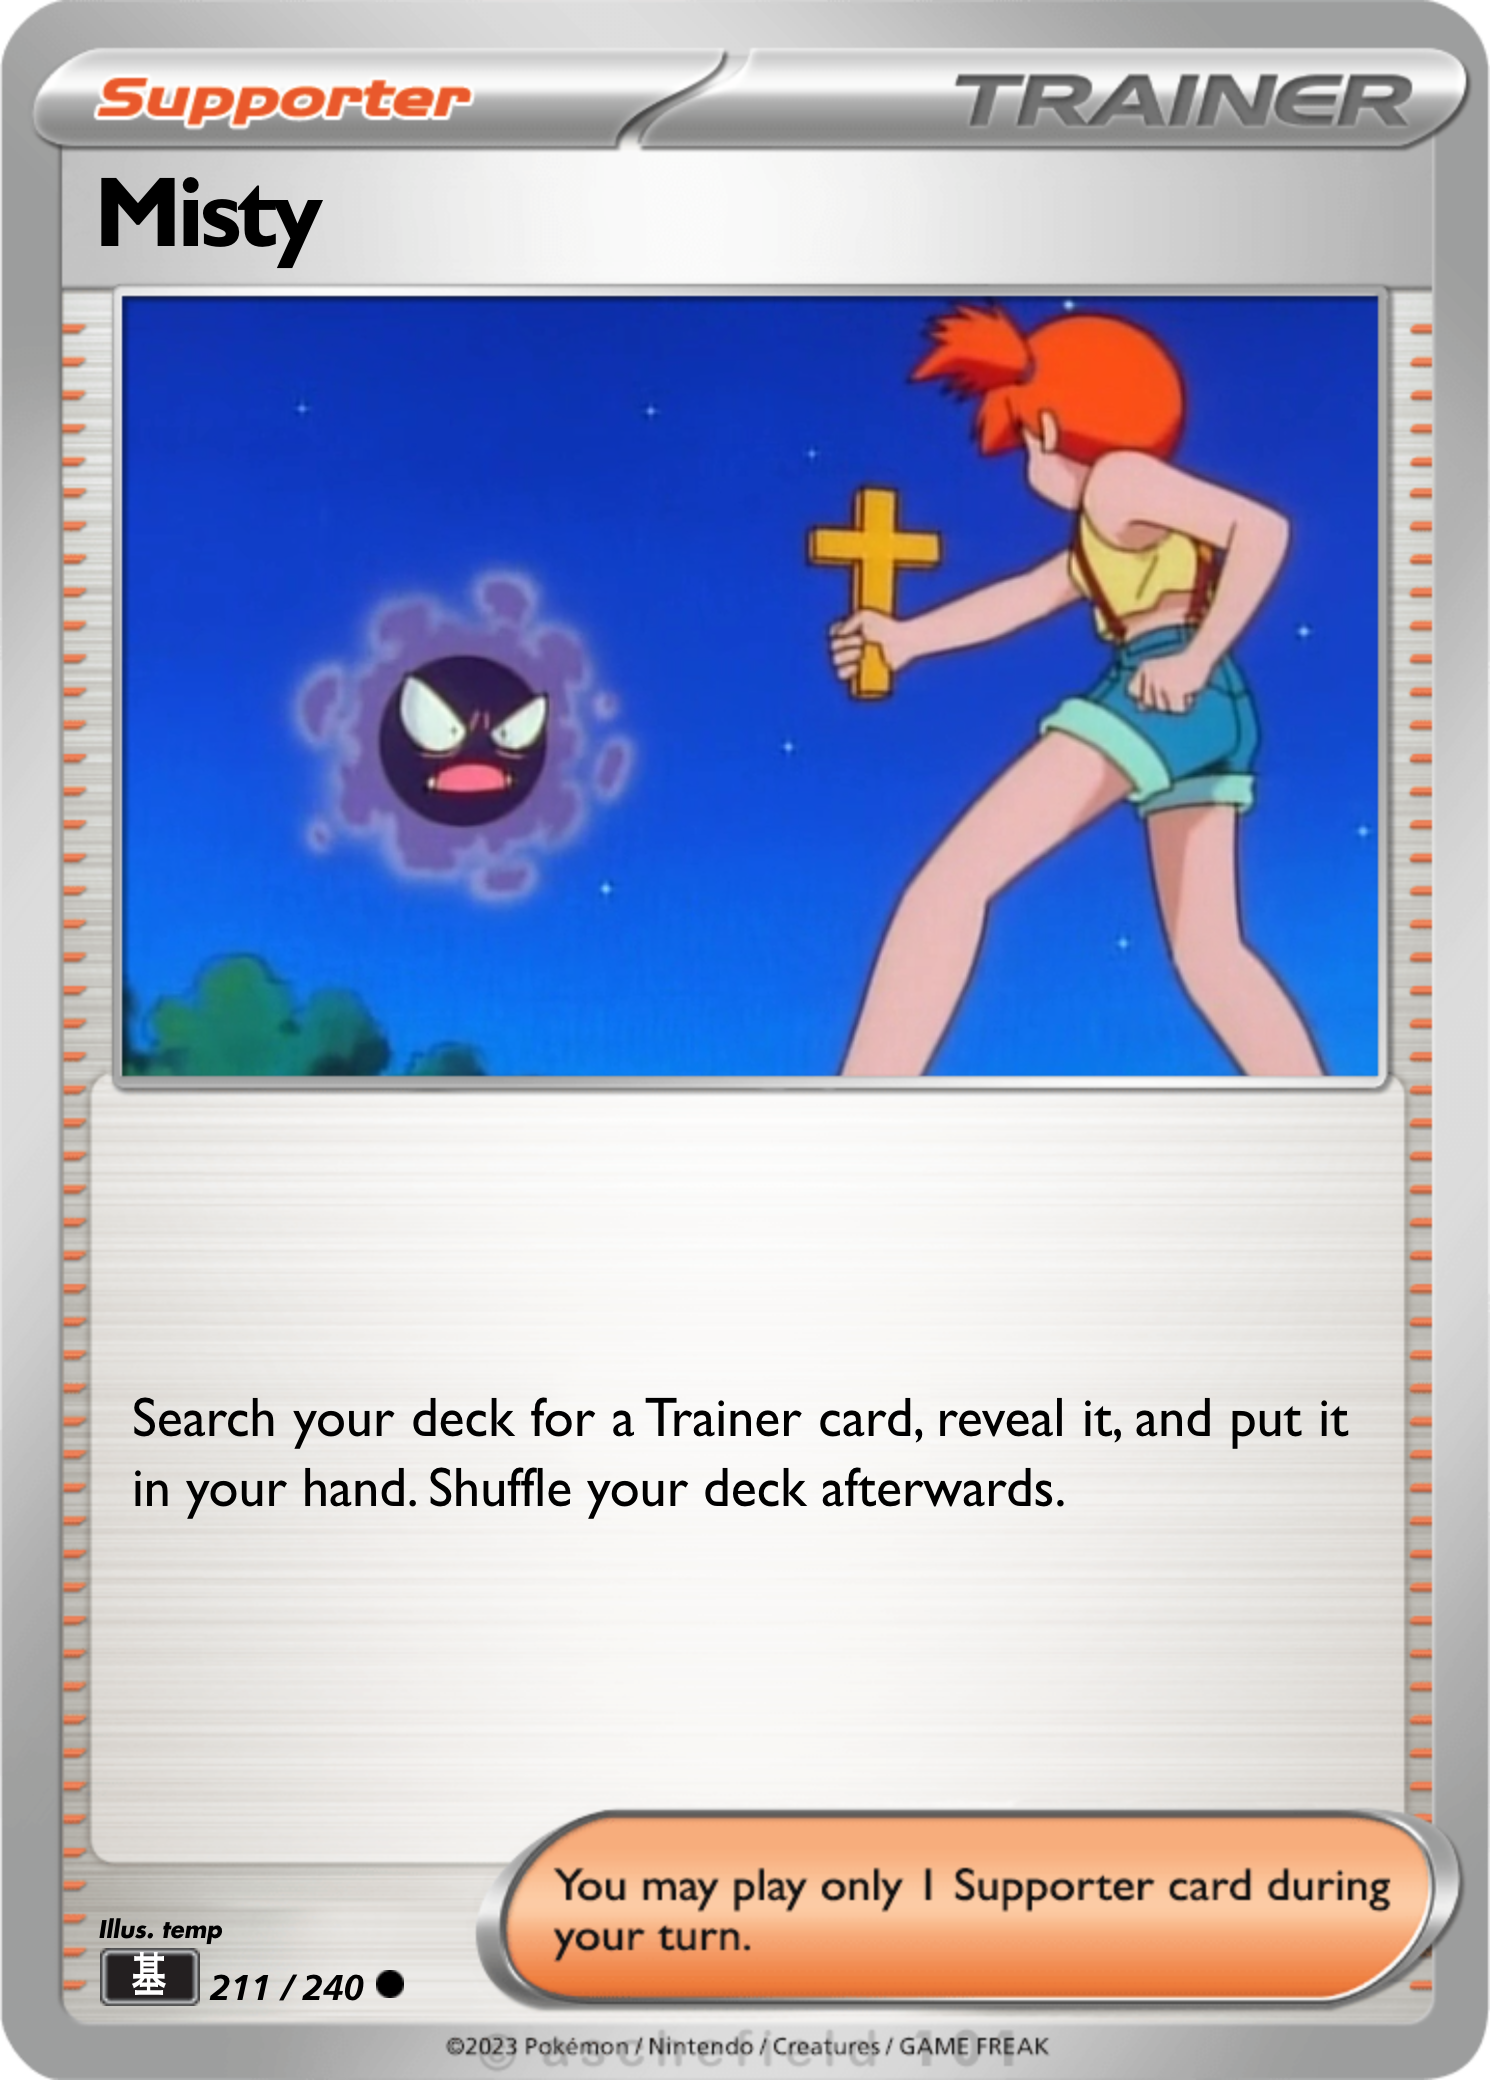 Supporter
TRAINER
Misty
Search your deck for a Trainer card, reveal it, and put it
in your hand. Shuffle your deck afterwards.
You may play only 1 Supporter card during
your turn.
Illus. temp
基 211 / 240
©2023 Pokémon / Nintendo / Creatures / GAME FREAK
© aschefield 101